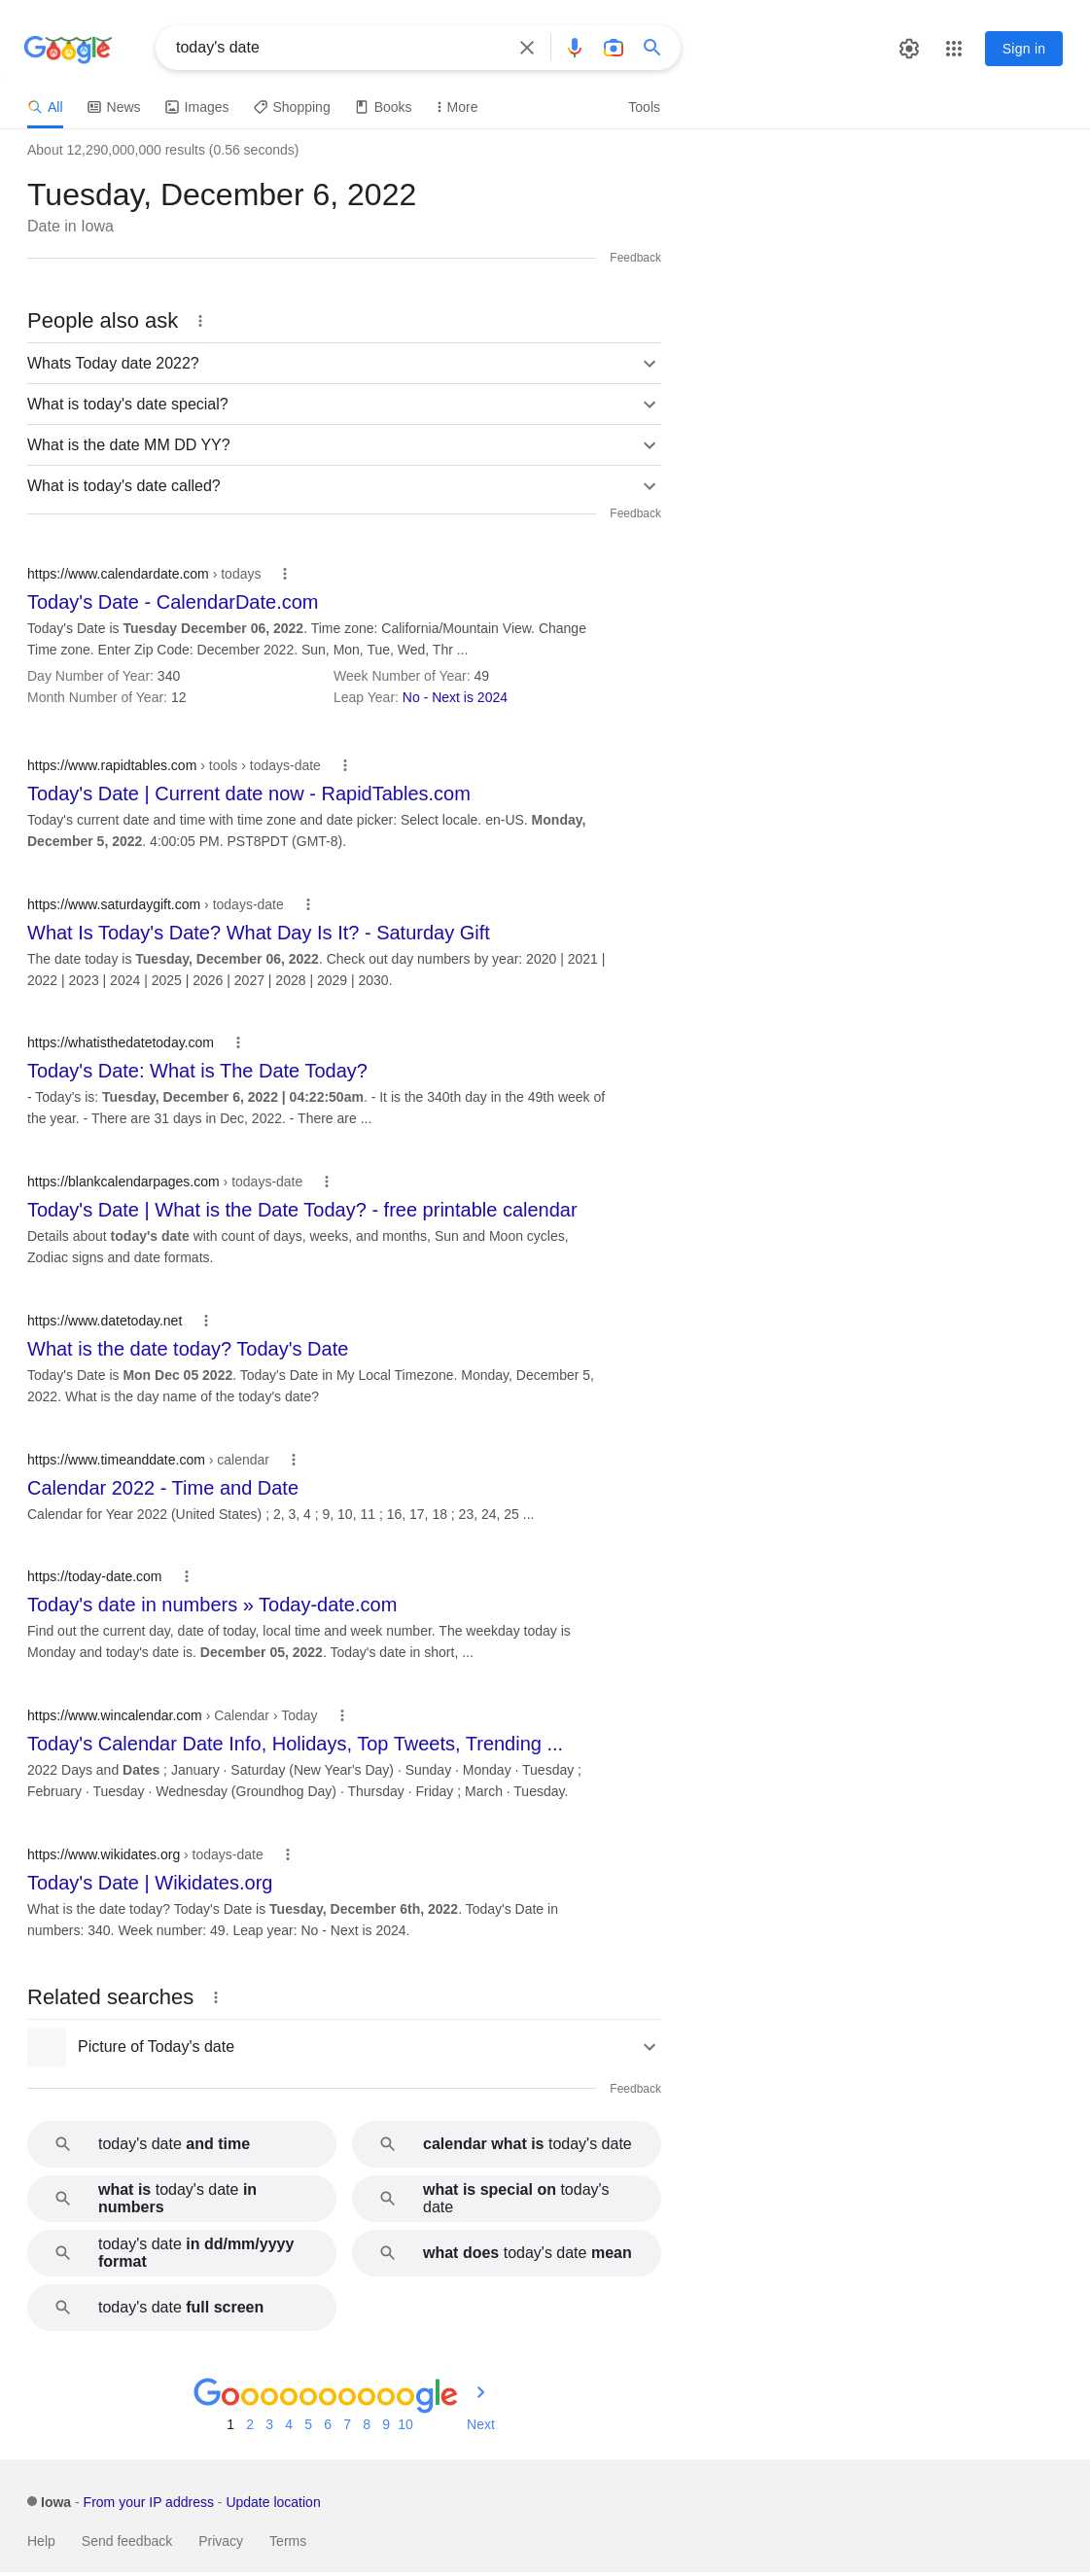 Google
today's date
Sign in
All News Images Shopping Books More Tools
About 12,290,000,000 results (0.56 seconds)
Tuesday, December 6, 2022
Date in Iowa
Feedback
People also ask
Whats Today date 2022?
What is today's date special?
What is the date MM DD YY?
What is today's date called?
Feedback
https://www.calendardate.com › todays
Today's Date - CalendarDate.com
Today's Date is Tuesday December 06, 2022. Time zone: California/Mountain View. Change
Time zone. Enter Zip Code: December 2022. Sun, Mon, Tue, Wed, Thr ...
Day Number of Year: 340 Week Number of Year: 49
Month Number of Year: 12 Leap Year: No - Next is 2024
https://www.rapidtables.com › tools › todays-date
Today's Date | Current date now - RapidTables.com
Today's current date and time with time zone and date picker: Select locale. en-US. Monday,
December 5, 2022. 4:00:05 PM. PST8PDT (GMT-8).
https://www.saturdaygift.com › todays-date
What Is Today's Date? What Day Is It? - Saturday Gift
The date today is Tuesday, December 06, 2022. Check out day numbers by year: 2020 | 2021 |
2022 | 2023 | 2024 | 2025 | 2026 | 2027 | 2028 | 2029 | 2030.
https://whatisthedatetoday.com
Today's Date: What is The Date Today?
- Today's is: Tuesday, December 6, 2022 | 04:22:50am. - It is the 340th day in the 49th week of
the year. - There are 31 days in Dec, 2022. - There are ...
https://blankcalendarpages.com › todays-date
Today's Date | What is the Date Today? - free printable calendar
Details about today's date with count of days, weeks, and months, Sun and Moon cycles,
Zodiac signs and date formats.
https://www.datetoday.net
What is the date today? Today's Date
Today's Date is Mon Dec 05 2022. Today's Date in My Local Timezone. Monday, December 5,
2022. What is the day name of the today's date?
https://www.timeanddate.com › calendar
Calendar 2022 - Time and Date
Calendar for Year 2022 (United States) ; 2, 3, 4 ; 9, 10, 11 ; 16, 17, 18 ; 23, 24, 25 ...
https://today-date.com
Today's date in numbers » Today-date.com
Find out the current day, date of today, local time and week number. The weekday today is
Monday and today's date is. December 05, 2022. Today's date in short, ...
https://www.wincalendar.com › Calendar › Today
Today's Calendar Date Info, Holidays, Top Tweets, Trending ...
2022 Days and Dates ; January · Saturday (New Year's Day) · Sunday · Monday · Tuesday ;
February · Tuesday · Wednesday (Groundhog Day) · Thursday · Friday ; March · Tuesday.
https://www.wikidates.org › todays-date
Today's Date | Wikidates.org
What is the date today? Today's Date is Tuesday, December 6th, 2022. Today's Date in
numbers: 340. Week number: 49. Leap year: No - Next is 2024.
Related searches
Picture of Today's date
Feedback
today's date and time
calendar what is today's date
what is today's date in
numbers
what is special on today's
date
today's date in dd/mm/yyyy
format
what does today's date mean
today's date full screen
Goooooooooogle
1 2 3 4 5 6 7 8 9 10 Next
Iowa - From your IP address - Update location
Help Send feedback Privacy Terms